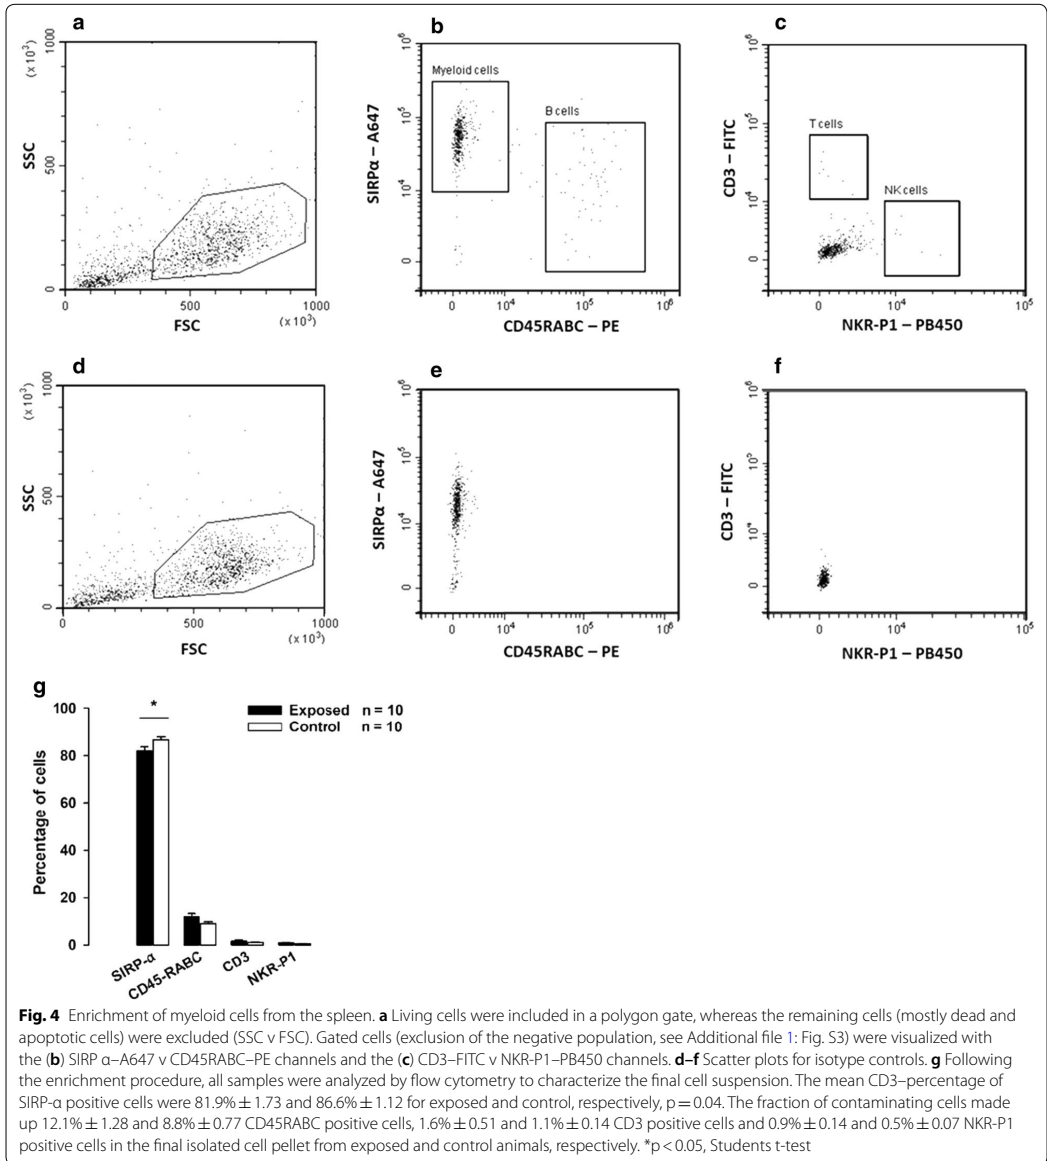 a
b
c
1000
(x 10³)
SSC
500
0
0
500
1000
FSC
(x 10³)
10⁶
SIRPα – A647
10⁵
10⁴
0
Myeloid cells
B cells
0
10⁴
10⁵
10⁶
CD45RABC – PE
10⁶
CD3 – FITC
10⁵
10⁴
0
T cells
NK cells
0
10⁴
10⁵
NKR-P1 – PB450
d
e
f
1000
(x 10³)
SSC
500
0
0
500
1000
FSC
(x 10³)
10⁶
SIRPα – A647
10⁵
10⁴
0
0
10⁴
10⁵
10⁶
CD45RABC – PE
10⁶
CD3 – FITC
10⁵
10⁴
0
0
10⁴
10⁵
NKR-P1 – PB450
g
Percentage of cells
100
80
60
40
20
0
*
Exposed n = 10
Control n = 10
SIRP-α
CD45-RABC
CD3
NKR-P1
Fig. 4 Enrichment of myeloid cells from the spleen. a Living cells were included in a polygon gate, whereas the remaining cells (mostly dead and
apoptotic cells) were excluded (SSC v FSC). Gated cells (exclusion of the negative population, see Additional file 1: Fig. S3) were visualized with
the (b) SIRP α–A647 v CD45RABC–PE channels and the (c) CD3–FITC v NKR-P1–PB450 channels. d–f Scatter plots for isotype controls. g Following
the enrichment procedure, all samples were analyzed by flow cytometry to characterize the final cell suspension. The mean CD3–percentage of
SIRP-α positive cells were 81.9% ± 1.73 and 86.6% ± 1.12 for exposed and control, respectively, p = 0.04. The fraction of contaminating cells made
up 12.1% ± 1.28 and 8.8% ± 0.77 CD45RABC positive cells, 1.6% ± 0.51 and 1.1% ± 0.14 CD3 positive cells and 0.9% ± 0.14 and 0.5% ± 0.07 NKR-P1
positive cells in the final isolated cell pellet from exposed and control animals, respectively. *p < 0.05, Students t-test